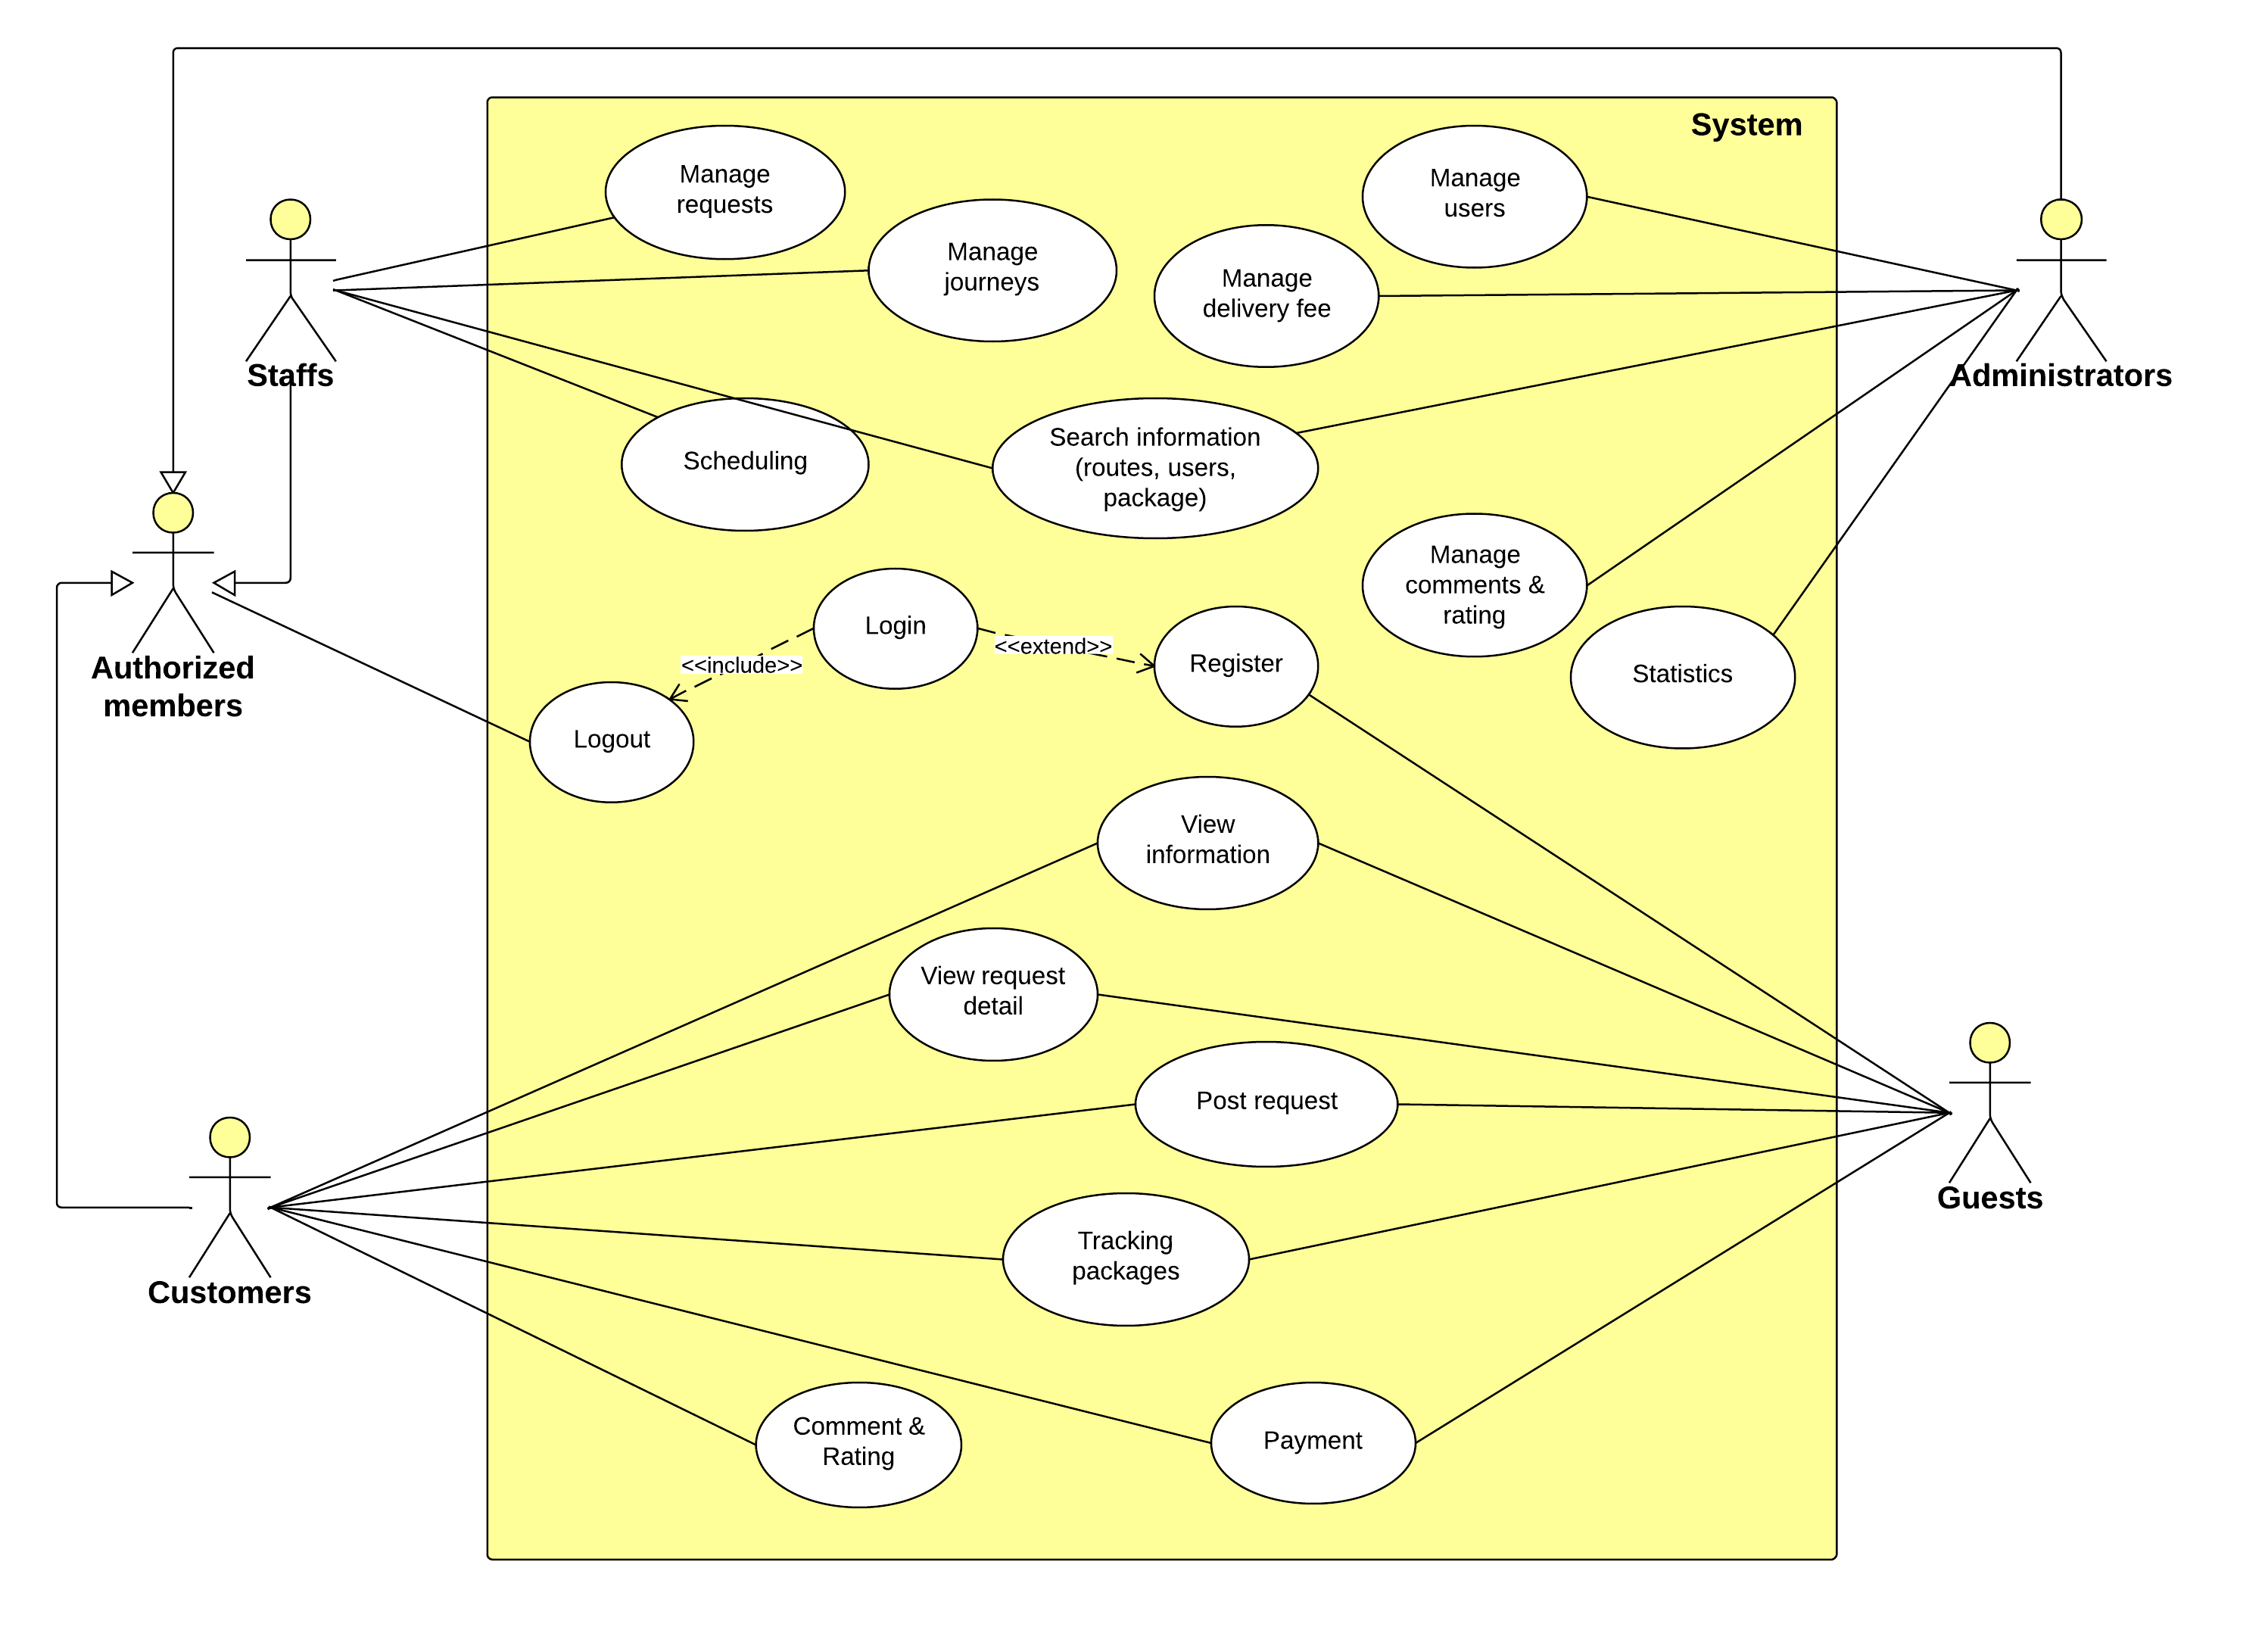 System
Manage
requests
Manage
users
Manage
journeys
Manage
delivery fee
Staffs
Administrators
Scheduling
Search information
(routes, users,
package)
Manage
comments &
rating
Login
<<include>>
<<extend>>
Register
Statistics
Authorized
members
Logout
View
information
View request
detail
Post request
Guests
Tracking
packages
Customers
Comment &
Rating
Payment